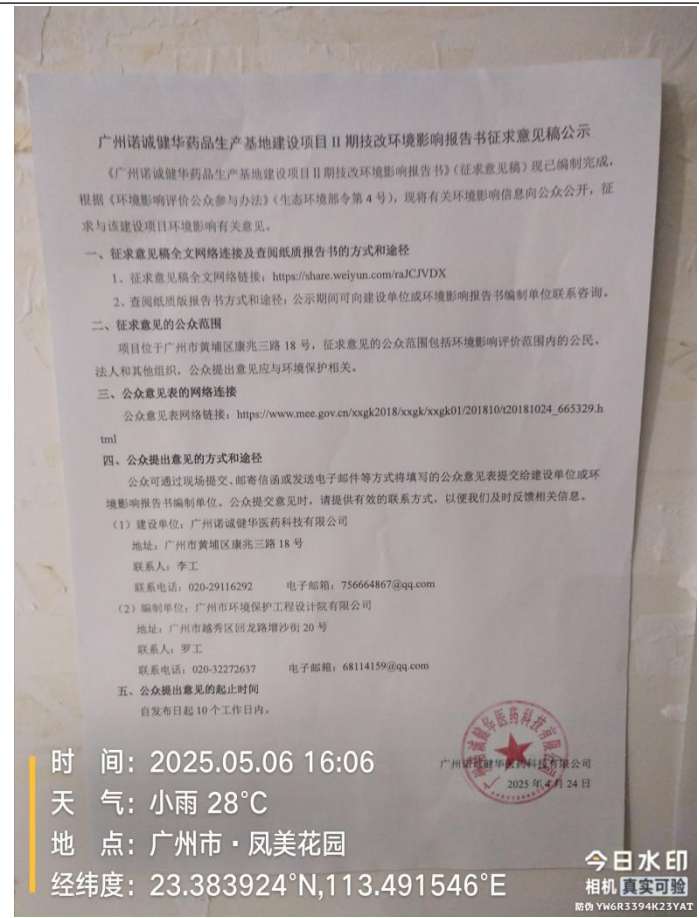 广州诺诚健华药品生产基地建设项目II期技改环境影响报告书征求意见稿公示
《广州诺诚健华药品生产基地建设项目II期技改环境影响报告书》（征求意见稿）现已编制完成，
根据《环境影响评价公众参与办法》（生态环境部令第4号），现将有关环境影响信息向公众公开，征
求与该建设项目环境影响有关意见。
一、征求意见稿全文网络连接及查阅纸质报告书的方式和途径
1、征求意见稿全文网络链接：https://share.weiyun.com/raJCJVDX
2、查阅纸质版报告书方式和途径：公示期间可向建设单位或环境影响报告书编制单位联系咨询。
二、征求意见的公众范围
项目位于广州市黄埔区康兆三路18号，征求意见的公众范围包括环境影响评价范围内的公民、
法人和其他组织。公众提出意见应与环境保护相关。
三、公众意见表的网络连接
公众意见表网络链接：https://www.mee.gov.cn/xxgk2018/xxgk/xxgk01/201810/t20181024_665329.h
tml
四、公众提出意见的方式和途径
公众可通过现场提交、邮寄信函或发送电子邮件等方式将填写的公众意见表提交给建设单位或环
境影响报告书编制单位。公众提交意见时，请提供有效的联系方式，以便我们及时反馈相关信息。
（1）建设单位：广州诺诚健华医药科技有限公司
地址：广州市黄埔区康兆三路18号
联系人：李工
联系电话：020-29116292 电子邮箱：756664867@qq.com
（2）编制单位：广州市环境保护工程设计院有限公司
地址：广州市越秀区回龙路增沙街20号
联系人：罗工
联系电话：020-32272637 电子邮箱：68114159@qq.com
五、公众提出意见的起止时间
自发布日起10个工作日内。
广州诺诚健华医药科技有限公司
广州诺诚健华医药科技有限公司
2025年4月24日
时 间：2025.05.06 16:06
天 气：小雨 28°C
地 点：广州市·凤美花园
经纬度：23.383924°N,113.491546°E
今日水印
相机 真实可验
防伪 YW6R3394K23YAT